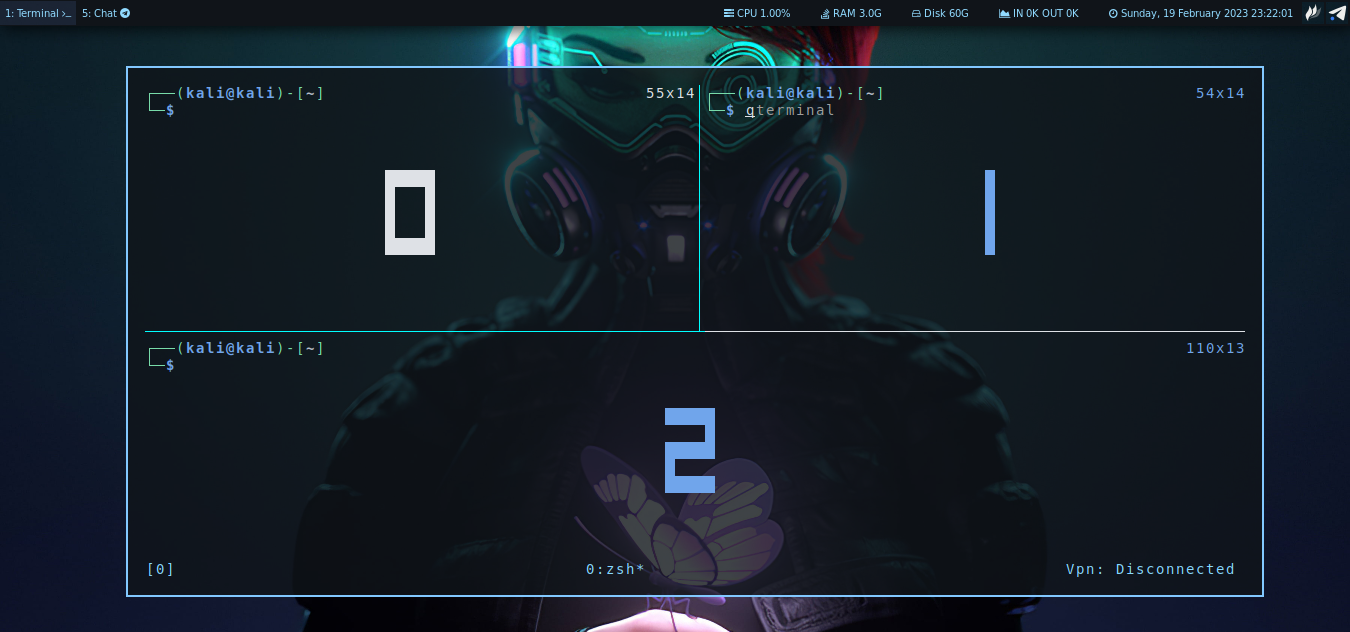 1: Terminal 5: Chat CPU 1.00% RAM 3.0G Disk 60G IN 0K OUT 0K Sunday, 19 February 2023 23:22:01
(kali@kali)-[~] 55x14
$
0
(kali@kali)-[~] 54x14
$ qterminal
1
(kali@kali)-[~] 110x13
$
2
[0] 0:zsh* Vpn: Disconnected